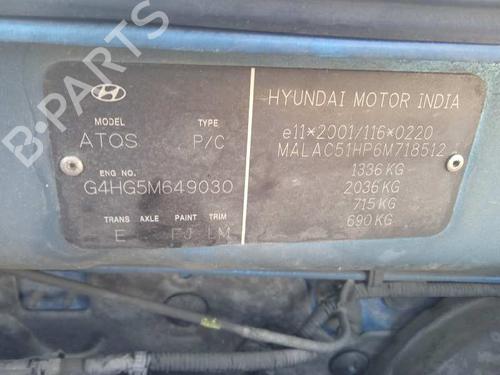 B-PARTS
MODEL TYPE
ATOS P/C
ENG NO.
G4HG5M649030
TRANS AXLE PAINT TRIM
E FJ LM
HYUNDAI MOTOR INDIA
e11*2001/116*0220
MALAC51HP6M718512
1336 KG
2036 KG
715 KG
690 KG